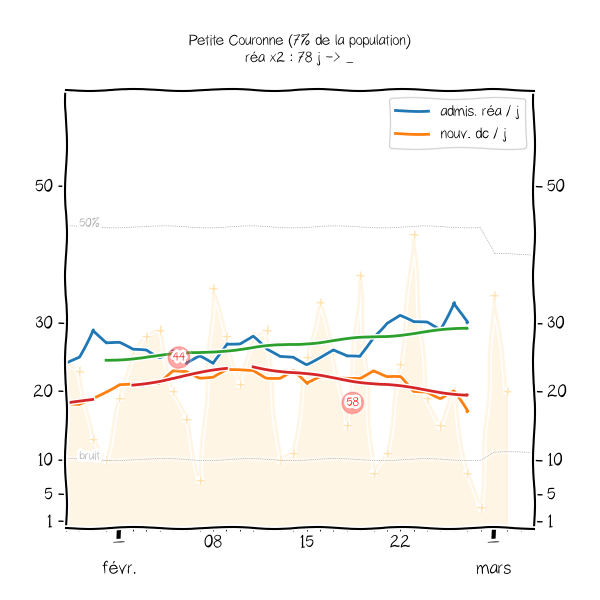 Petite Couronne (7% de la population)
réa x2 : 78 j -> _
admis. réa / j
nouv. dc / j
50
50
50%
30
30
44
20
20
58
bruit
10
10
5
5
1
1
08
15
22
févr.
mars